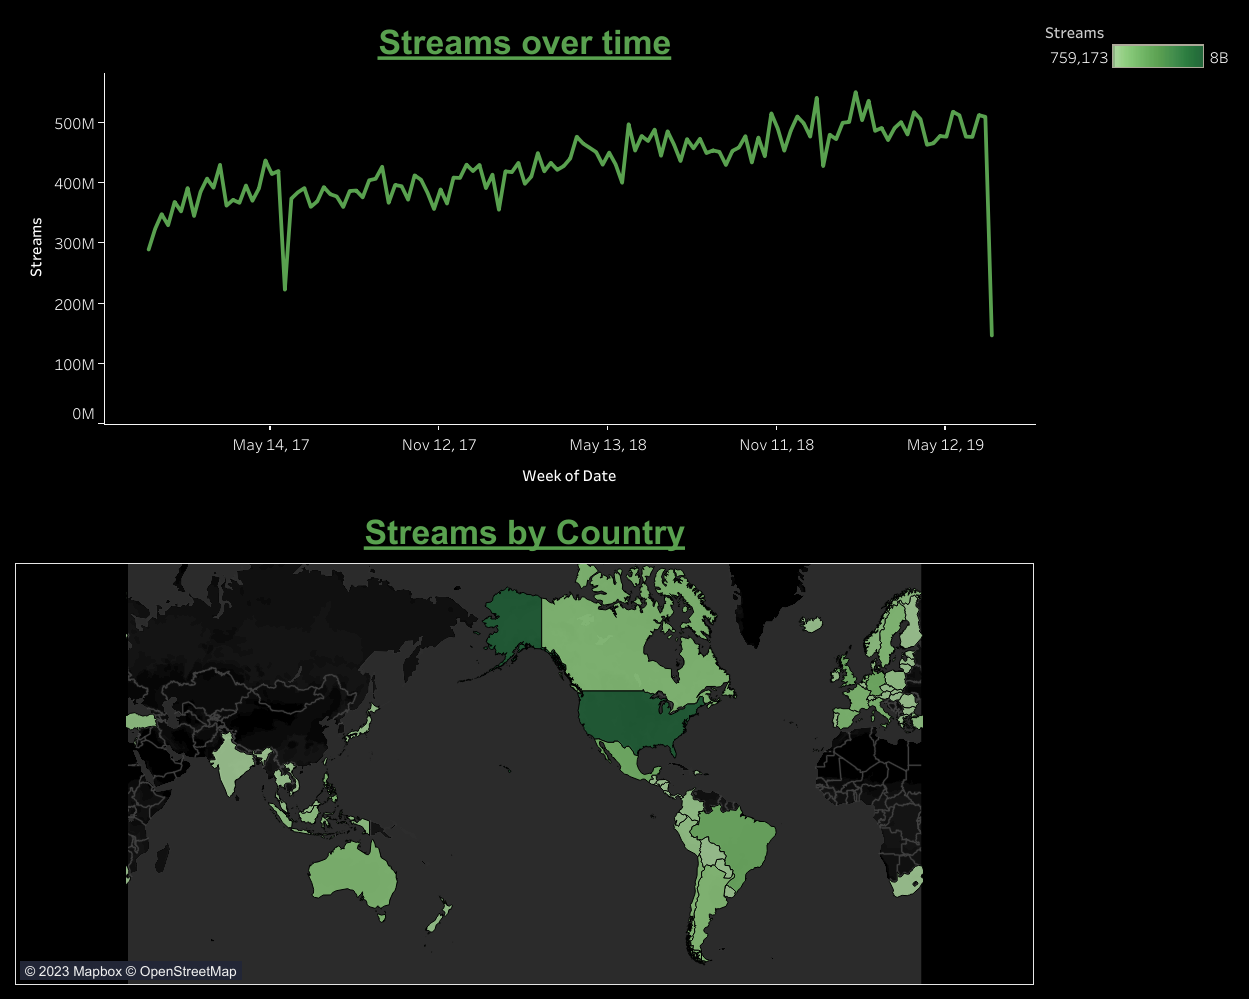 Streams over time
Streams
759,173 8B
500M
400M
300M
200M
100M
0M
Streams
May 14, 17 Nov 12, 17 May 13, 18 Nov 11, 18 May 12, 19
Week of Date
Streams by Country
© 2023 Mapbox © OpenStreetMap